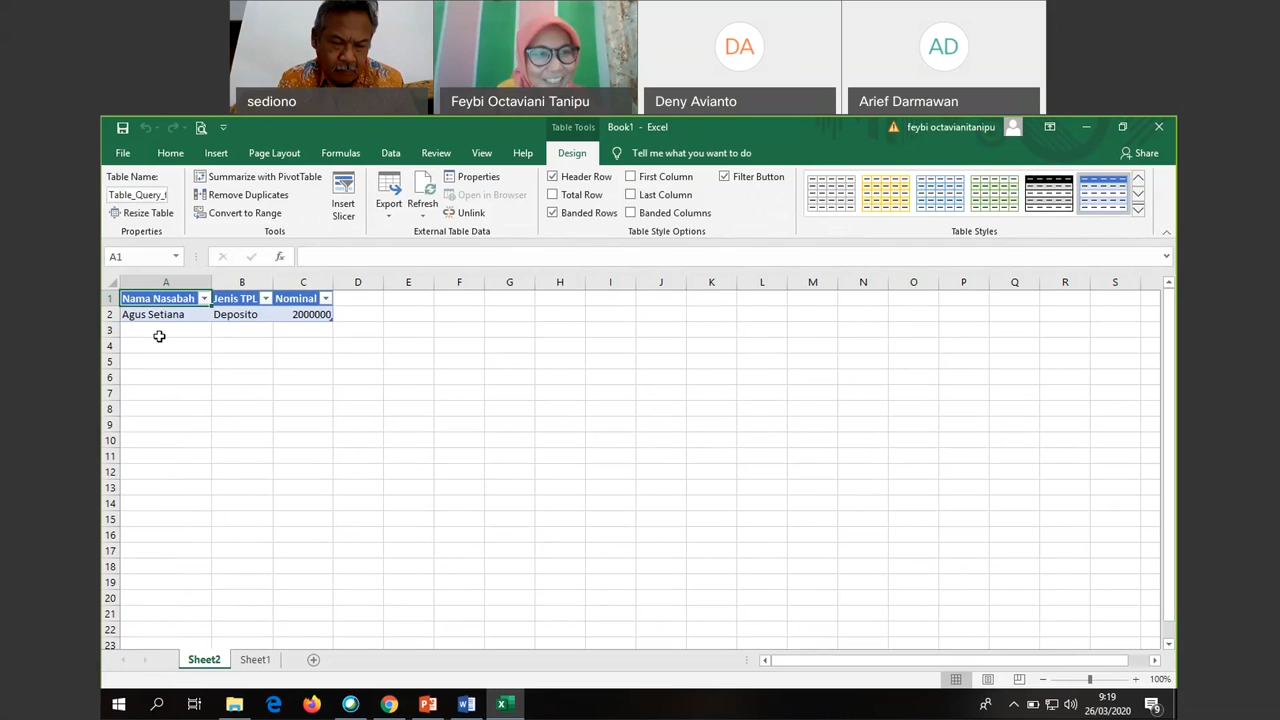 DA
AD
sediono
Feybi Octaviani Tanipu
Deny Avianto
Arief Darmawan
Table Tools
Book1 - Excel
feybi octavianitanipu
File
Home
Insert
Page Layout
Formulas
Data
Review
View
Help
Design
Tell me what you want to do
Share
Table Name:
Table_Query_
Resize Table
Properties
Summarize with PivotTable
Remove Duplicates
Convert to Range
Tools
Insert
Slicer
Export
Refresh
Properties
Open in Browser
Unlink
External Table Data
Header Row
Total Row
Banded Rows
First Column
Last Column
Banded Columns
Filter Button
Table Style Options
Table Styles
A1
fx
A B C D E F G H I J K L M N O P Q R S
1 Nama Nasabah Jenis TPL Nominal
2 Agus Setiana Deposito 2000000
3
4
5
6
7
8
9
10
11
12
13
14
15
16
17
18
19
20
21
22
23
Sheet2
Sheet1
100%
9:19
26/03/2020
9